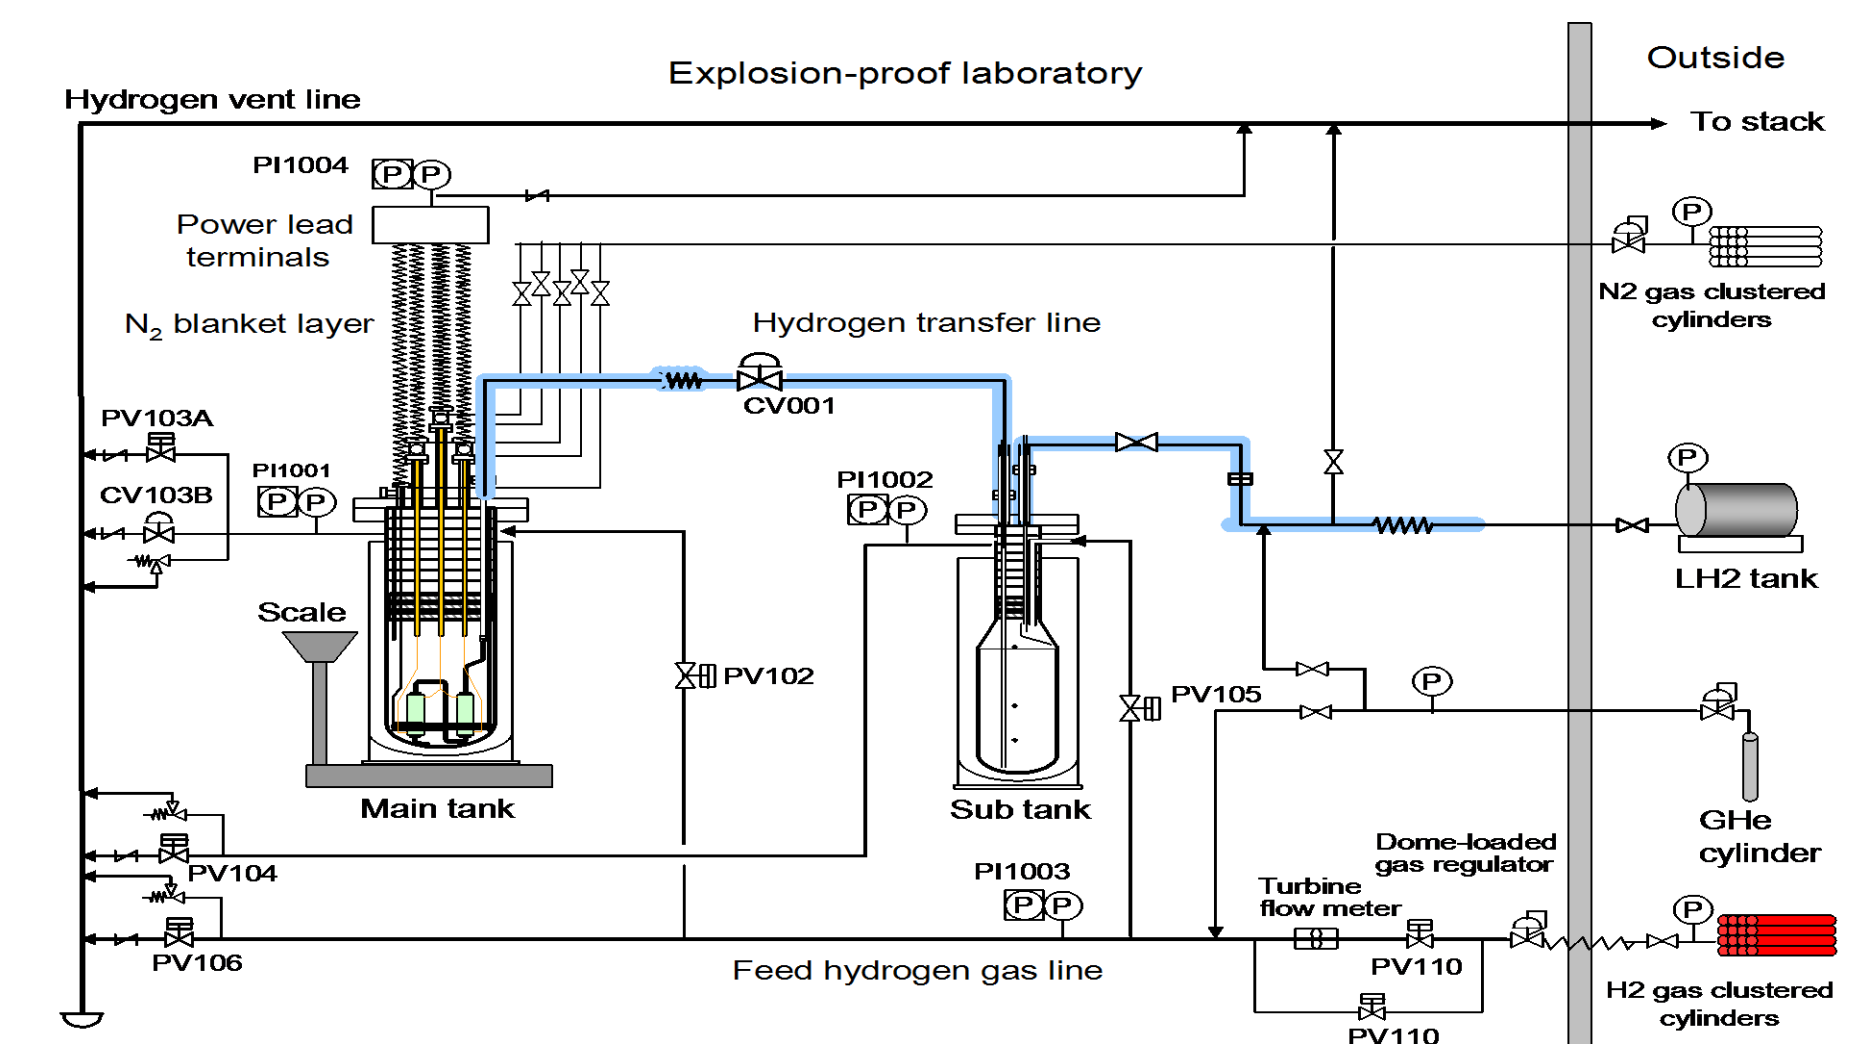 Explosion-proof laboratory
Outside
Hydrogen vent line
To stack
PI1004
P P
P
Power lead
terminals
N2 gas clustered
cylinders
N₂ blanket layer
Hydrogen transfer line
CV001
PV103A
PI1001
P P
PI1002
P P
P
CV103B
LH2 tank
Scale
PV102
PV105
P
Main tank
Sub tank
GHe
cylinder
Dome-loaded
gas regulator
PV104
PI1003
P P
Turbine
flow meter
P
PV106
Feed hydrogen gas line
PV110
H2 gas clustered
cylinders
PV110